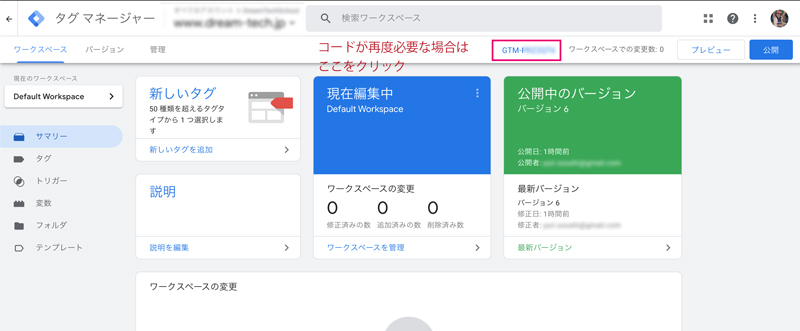 タグ マネージャー
検索ワークスペース
ワークスペース
バージョン
管理
コードが再度必要な場合は
ここをクリック
ワークスペースでの変更数: 0
プレビュー
公開
現在のワークスペース
Default Workspace
サマリー
タグ
トリガー
変数
フォルダ
テンプレート
新しいタグ
50 種類を超えるタグタ
イプから 1 つ選択しま
す
新しいタグを追加
説明
説明を編集
現在編集中
Default Workspace
ワークスペースの変更
0 0 0
修正済みの数 追加済みの数 削除済み数
ワークスペースを管理
公開中のバージョン
バージョン 6
公開日: 1時間前
公開者:
最新バージョン
バージョン 6
修正日: 1時間前
修正者:
最新バージョン
ワークスペースの変更